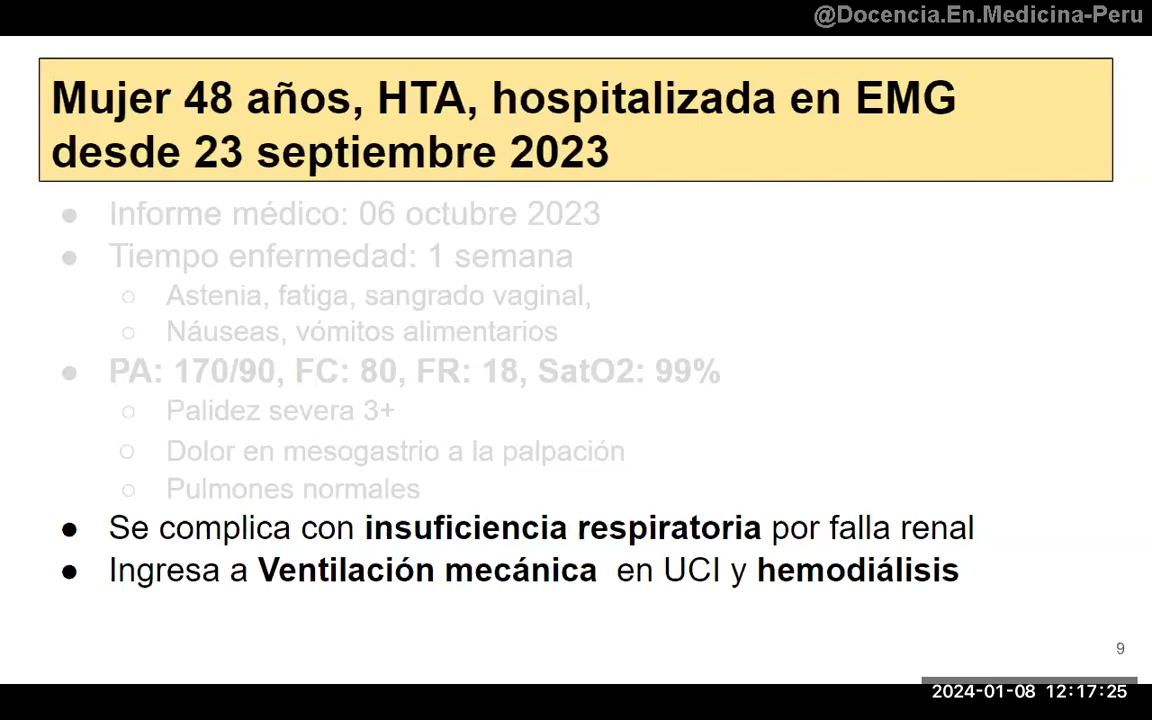 @Docencia.En.Medicina-Peru
Mujer 48 años, HTA, hospitalizada en EMG
desde 23 septiembre 2023
● Informe médico: 06 octubre 2023
● Tiempo enfermedad: 1 semana
○ Astenia, fatiga, sangrado vaginal,
○ Náuseas, vómitos alimentarios
● PA: 170/90, FC: 80, FR: 18, SatO2: 99%
○ Palidez severa 3+
○ Dolor en mesogastrio a la palpación
○ Pulmones normales
● Se complica con insuficiencia respiratoria por falla renal
● Ingresa a Ventilación mecánica en UCI y hemodiálisis
9
2024-01-08 12:17:25